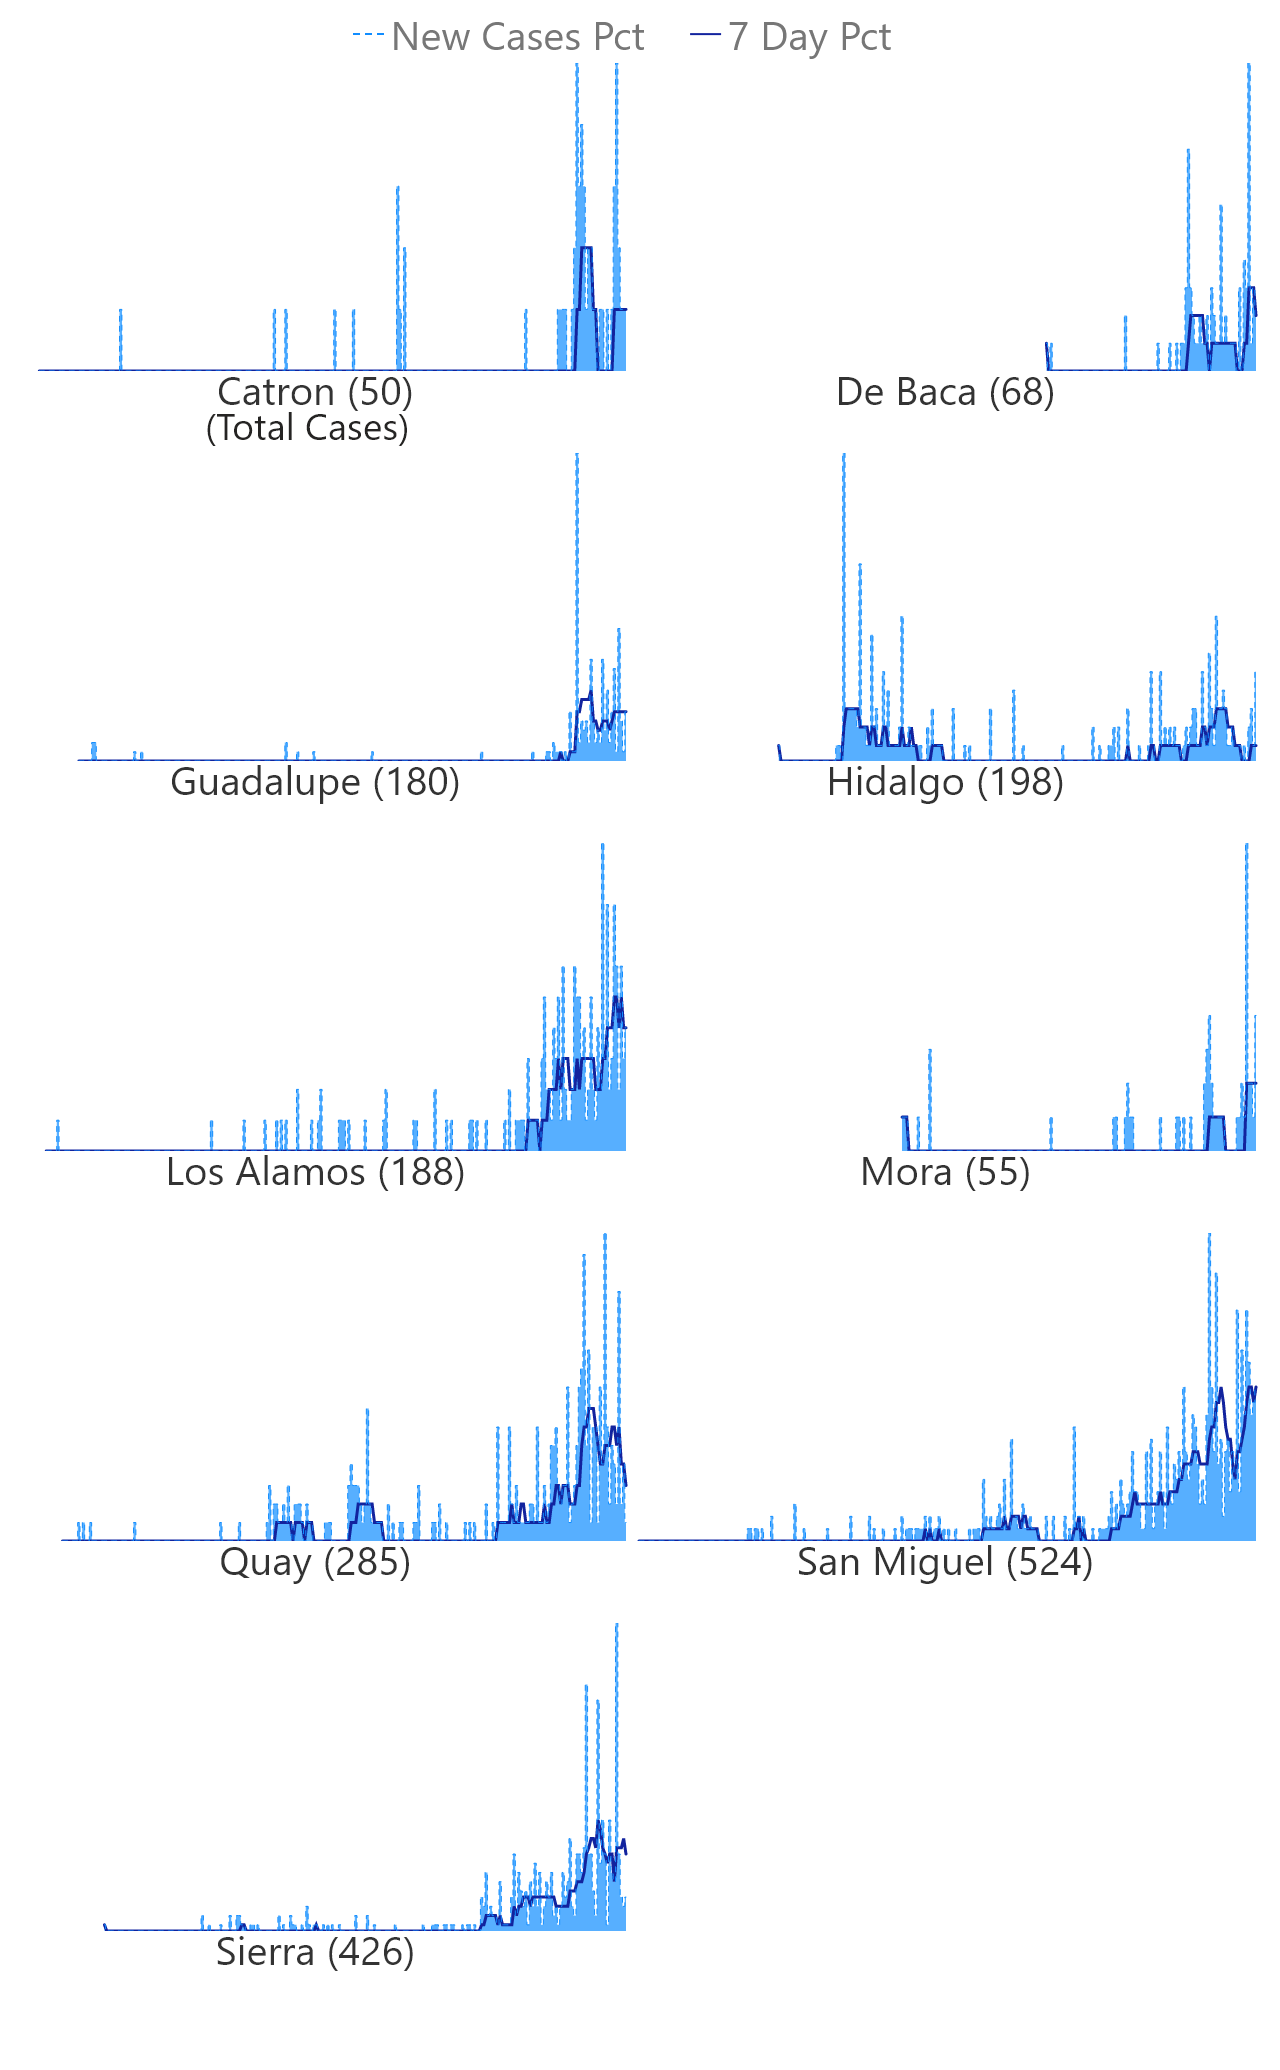 New Cases Pct 7 Day Pct
Catron (50) De Baca (68)
(Total Cases)
Guadalupe (180) Hidalgo (198)
Los Alamos (188) Mora (55)
Quay (285) San Miguel (524)
Sierra (426)